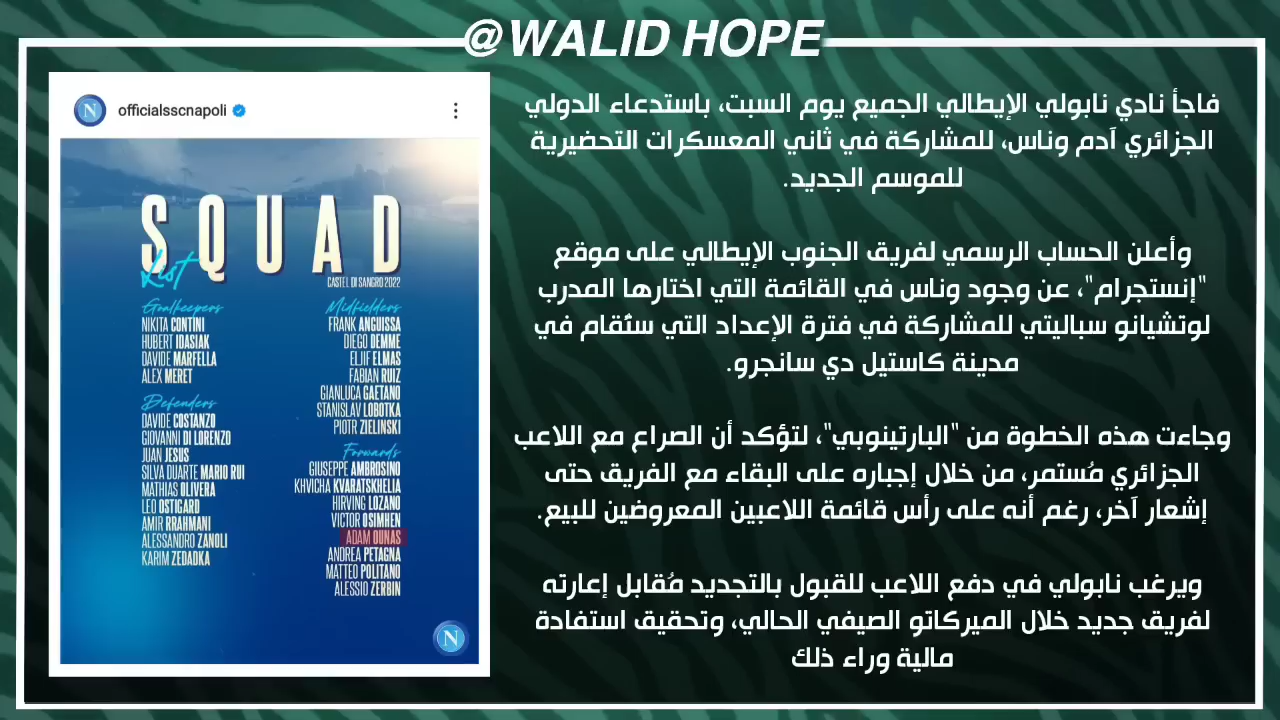 @WALID HOPE
officialsscnapoli
SQUAD
List
CASTEL DI SANGRO 2022
Goalkeepers
NIKITA CONTINI
HUBERT IDASIAK
DAVIDE MARFELLA
ALEX MERET
Defenders
DAVIDE COSTANZO
GIOVANNI DI LORENZO
JUAN JESUS
SILVA DUARTE MARIO RUI
MATHIAS OLIVERA
LEO OSTIGARD
AMIR RRAHMANI
ALESSANDRO ZANOLI
KARIM ZEDADKA
Midfielders
FRANK ANGUISSA
DIEGO DEMME
ELJIF ELMAS
FABIAN RUIZ
GIANLUCA GAETANO
STANISLAV LOBOTKA
PIOTR ZIELINSKI
Forwards
GIUSEPPE AMBROSINO
KHVICHA KVARATSKHELIA
HIRVING LOZANO
VICTOR OSIMHEN
ADAM OUNAS
ANDREA PETAGNA
MATTEO POLITANO
ALESSIO ZERBIN
N
N
فاجأ نادي نابولي الإيطالي الجميع يوم السبت، باستدعاء الدولي
الجزائري آدم وناس، للمشاركة في ثاني المعسكرات التحضيرية
للموسم الجديد.
وأعلن الحساب الرسمي لفريق الجنوب الإيطالي على موقع
"إنستجرام"، عن وجود وناس في القائمة التي اختارها المدرب
لوتشيانو سباليتي للمشاركة في فترة الإعداد التي ستُقام في
مدينة كاستيل دي سانجرو.
وجاءت هذه الخطوة من "البارتينوبي"، لتؤكد أن الصراع مع اللاعب
الجزائري مُستمر، من خلال إجباره على البقاء مع الفريق حتى
إشعار آخر، رغم أنه على رأس قائمة اللاعبين المعروضين للبيع.
ويرغب نابولي في دفع اللاعب للقبول بالتجديد مُقابل إعارته
لفريق جديد خلال الميركاتو الصيفي الحالي، وتحقيق استفادة
مالية وراء ذلك